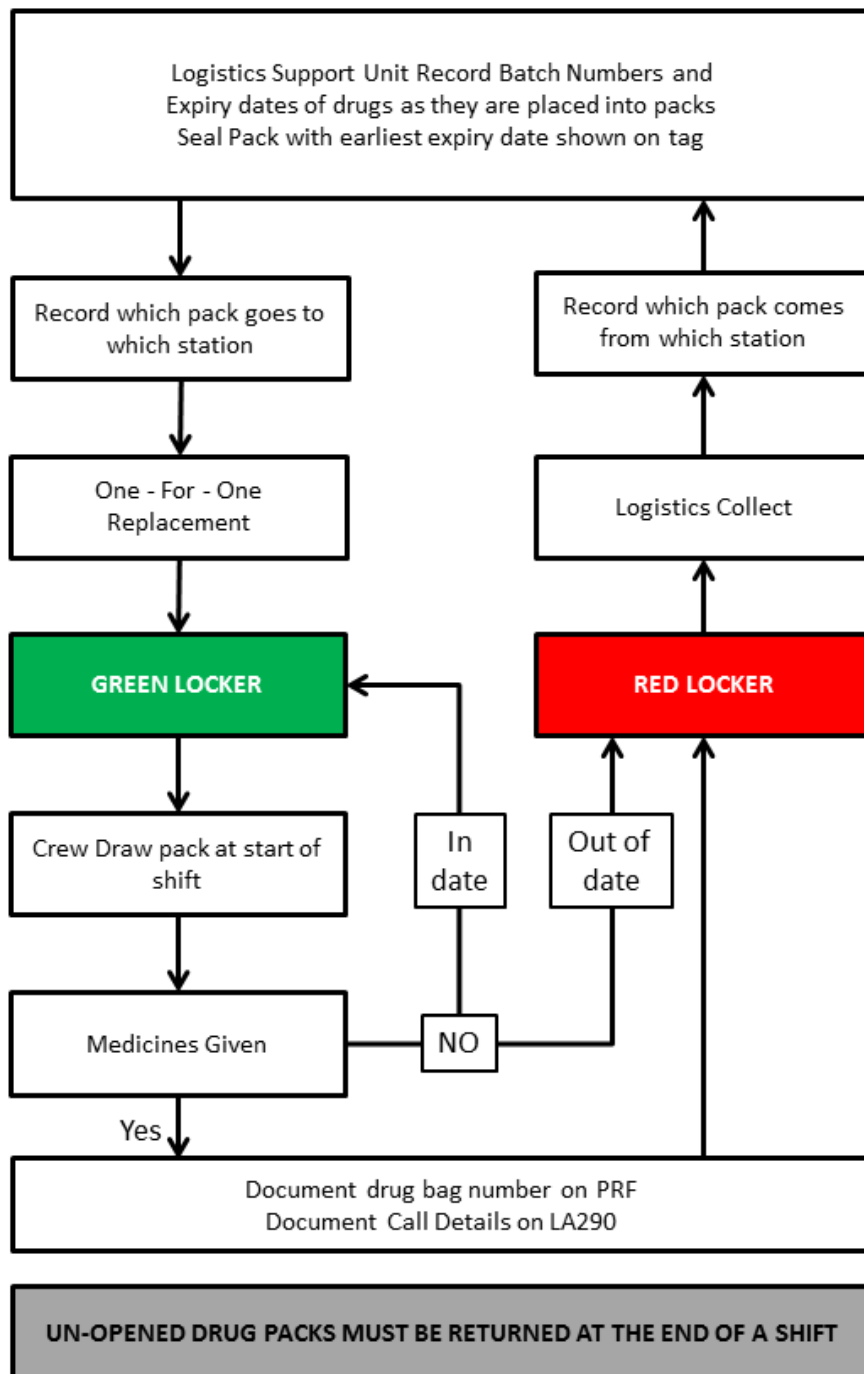 Logistics Support Unit Record Batch Numbers and
Expiry dates of drugs as they are placed into packs
Seal Pack with earliest expiry date shown on tag
Record which pack goes to
which station
Record which pack comes
from which station
One - For - One
Replacement
Logistics Collect
GREEN LOCKER
RED LOCKER
Crew Draw pack at start of
shift
In
date
Out of
date
Medicines Given
NO
Yes
Document drug bag number on PRF
Document Call Details on LA290
UN-OPENED DRUG PACKS MUST BE RETURNED AT THE END OF A SHIFT